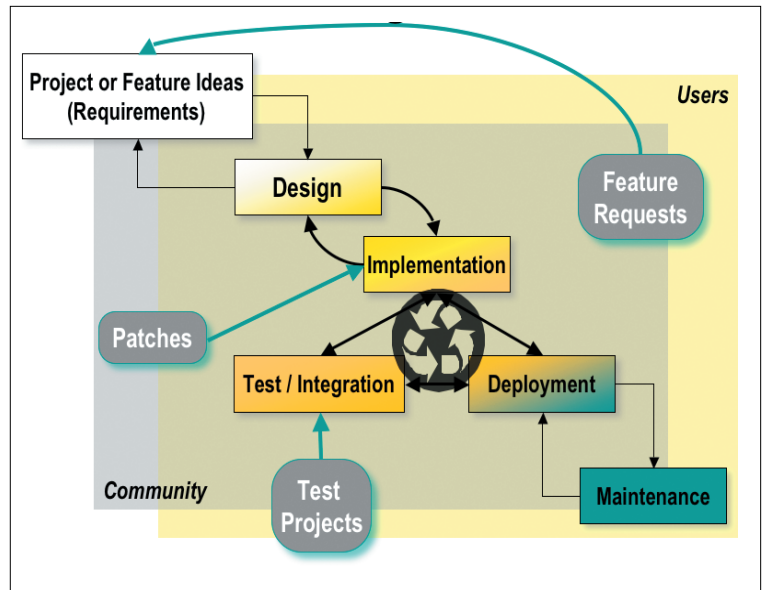 Project or Feature Ideas
(Requirements)
Users
Design
Feature
Requests
Implementation
Patches
Test / Integration
Deployment
Community
Test
Projects
Maintenance